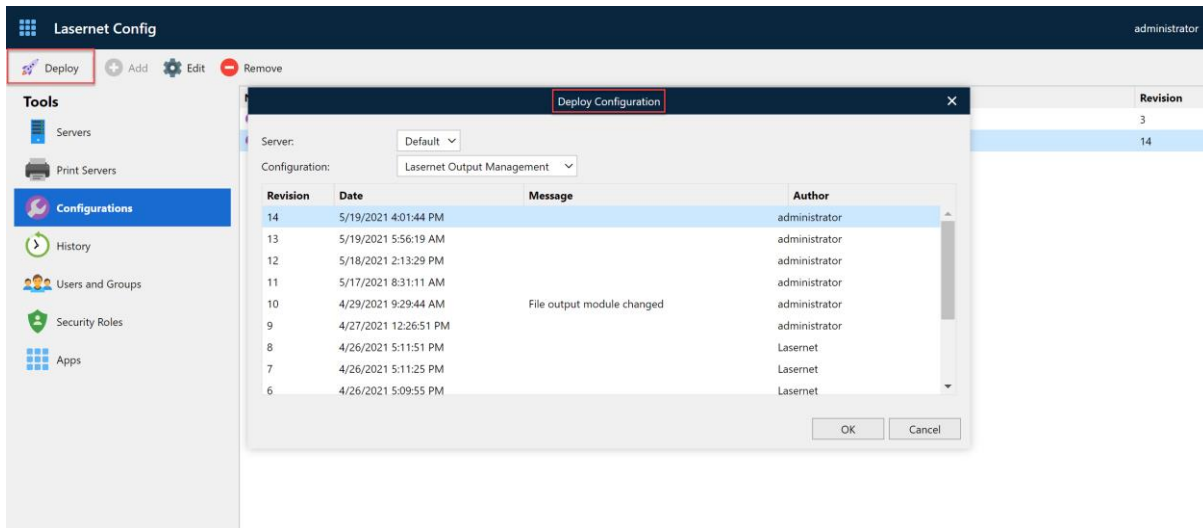 Lasernet Config administrator
Deploy Add Edit Remove
Tools
Servers
Print Servers
Configurations
History
Users and Groups
Security Roles
Apps
Revision
3
14
Deploy Configuration
Server: Default
Configuration: Lasernet Output Management
Revision Date Message Author
14 5/19/2021 4:01:44 PM administrator
13 5/19/2021 5:56:19 AM administrator
12 5/18/2021 2:13:29 PM administrator
11 5/17/2021 8:31:11 AM administrator
10 4/29/2021 9:29:44 AM File output module changed administrator
9 4/27/2021 12:26:51 PM administrator
8 4/26/2021 5:11:51 PM Lasernet
7 4/26/2021 5:11:25 PM Lasernet
6 4/26/2021 5:09:55 PM Lasernet
OK Cancel